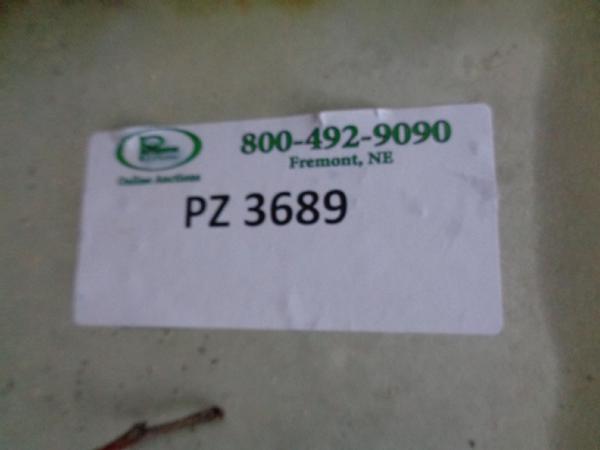 800-492-9090
Fremont, NE
Online Auctions
PZ 3689